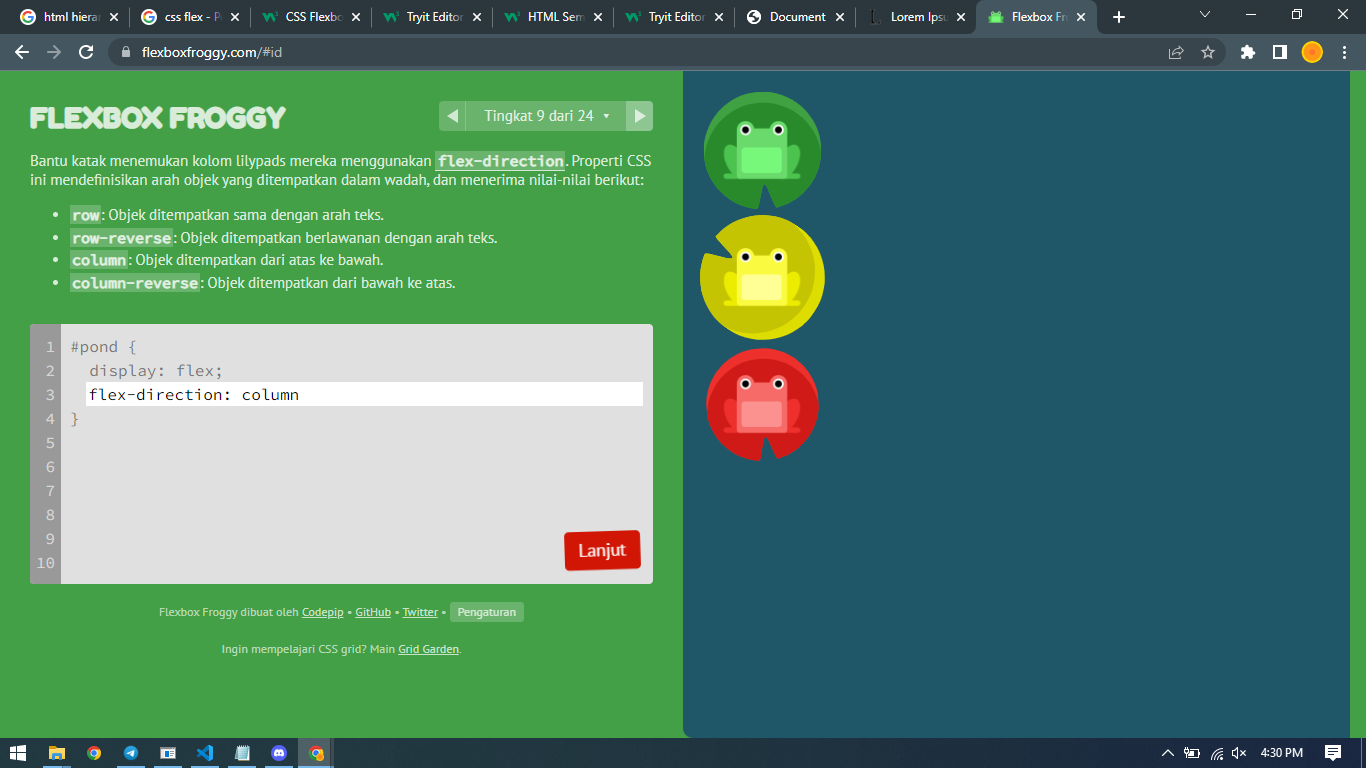 html hierar
css flex - P
CSS Flexbo
Tryit Editor
HTML Sem
Tryit Editor
Document
Lorem Ipsu
Flexbox Fro
flexboxfroggy.com/#id
FLEXBOX FROGGY
Tingkat 9 dari 24
Bantu katak menemukan kolom lilypads mereka menggunakan flex-direction. Properti CSS
ini mendefinisikan arah objek yang ditempatkan dalam wadah, dan menerima nilai-nilai berikut:
• row: Objek ditempatkan sama dengan arah teks.
• row-reverse: Objek ditempatkan berlawanan dengan arah teks.
• column: Objek ditempatkan dari atas ke bawah.
• column-reverse: Objek ditempatkan dari bawah ke atas.
1 #pond {
2 display: flex;
3 flex-direction: column
4 }
5
6
7
8
9
10
Lanjut
Flexbox Froggy dibuat oleh Codepip • GitHub • Twitter • Pengaturan
Ingin mempelajari CSS grid? Main Grid Garden.
4:30 PM